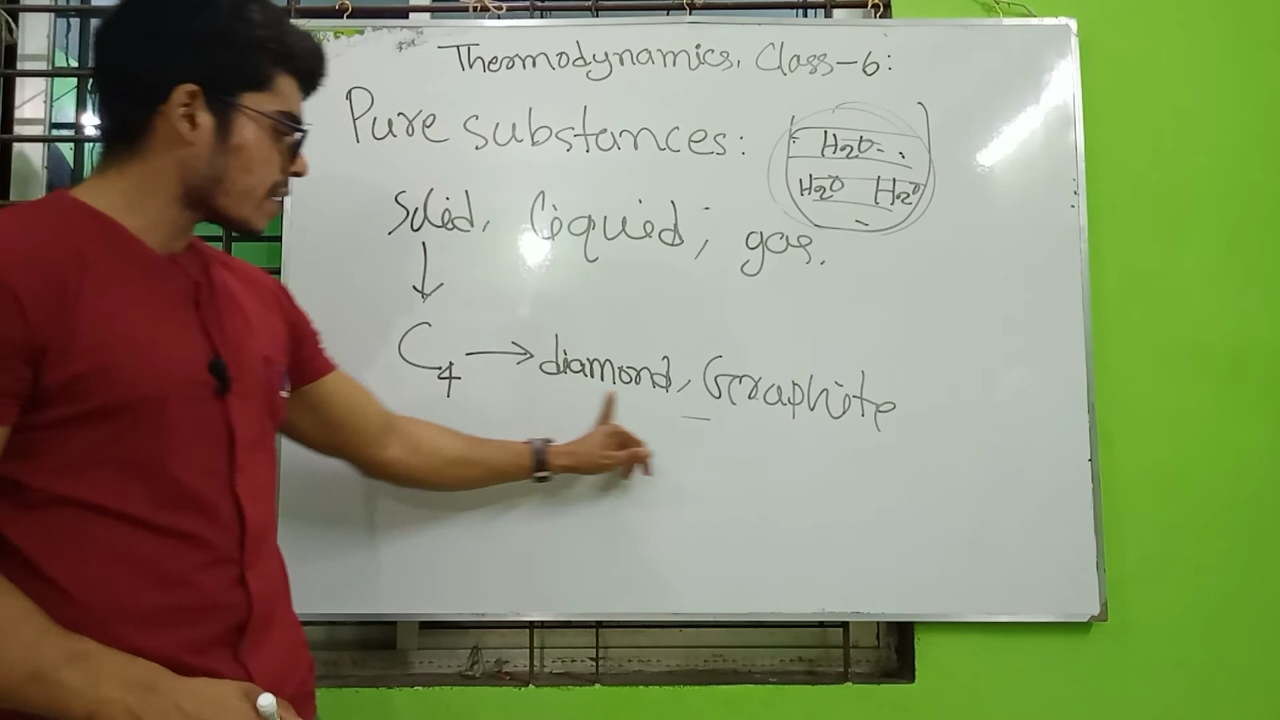 Thermodynamics. Class-6:
Pure substances:
H2O
H2O H2O
Solid, liquid, gas.
C4 → diamond, Graphite